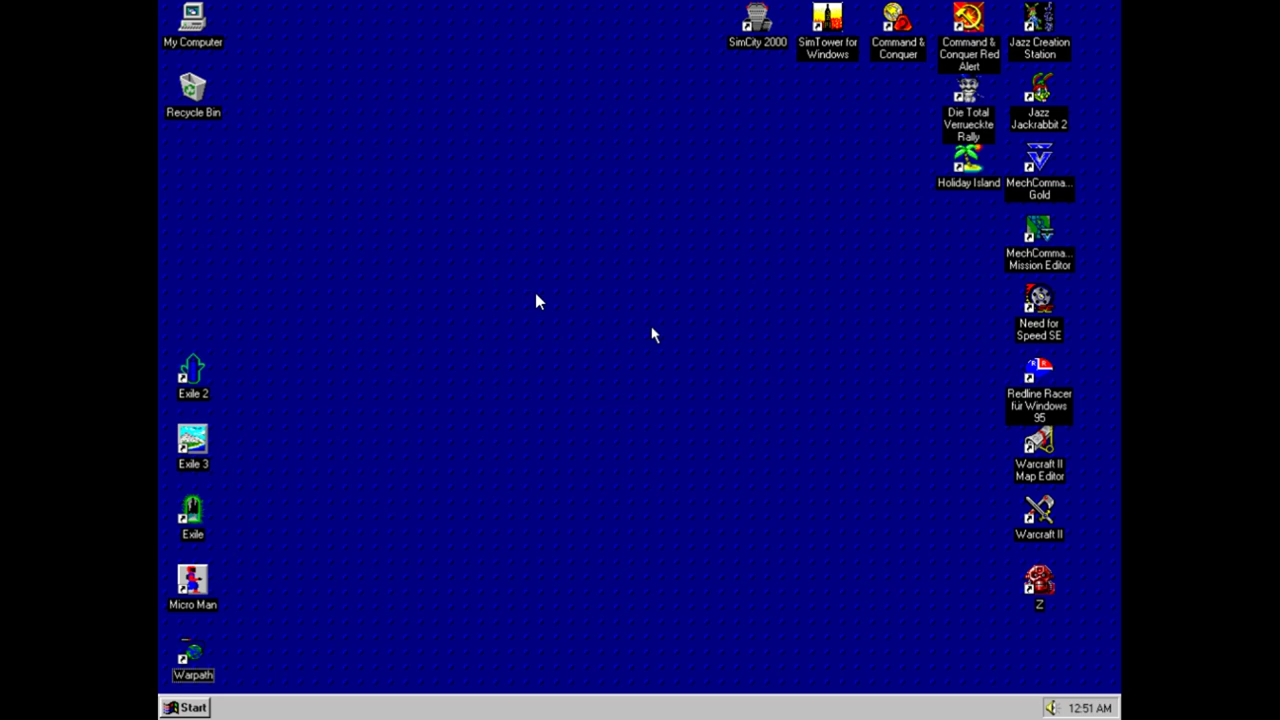 My Computer
Recycle Bin
Exile 2
Exile 3
Exile
Micro Man
Warpath
SimCity 2000
SimTower for
Windows
Command &
Conquer
Command &
Conquer Red
Alert
Die Total
Verrueckte
Rally
Holiday Island
Jazz Creation
Station
Jazz
Jackrabbit 2
MechComma...
Gold
MechComma...
Mission Editor
Need for
Speed SE
Redline Racer
für Windows
95
Warcraft II
Map Editor
Warcraft II
Z
Start
12:51 AM